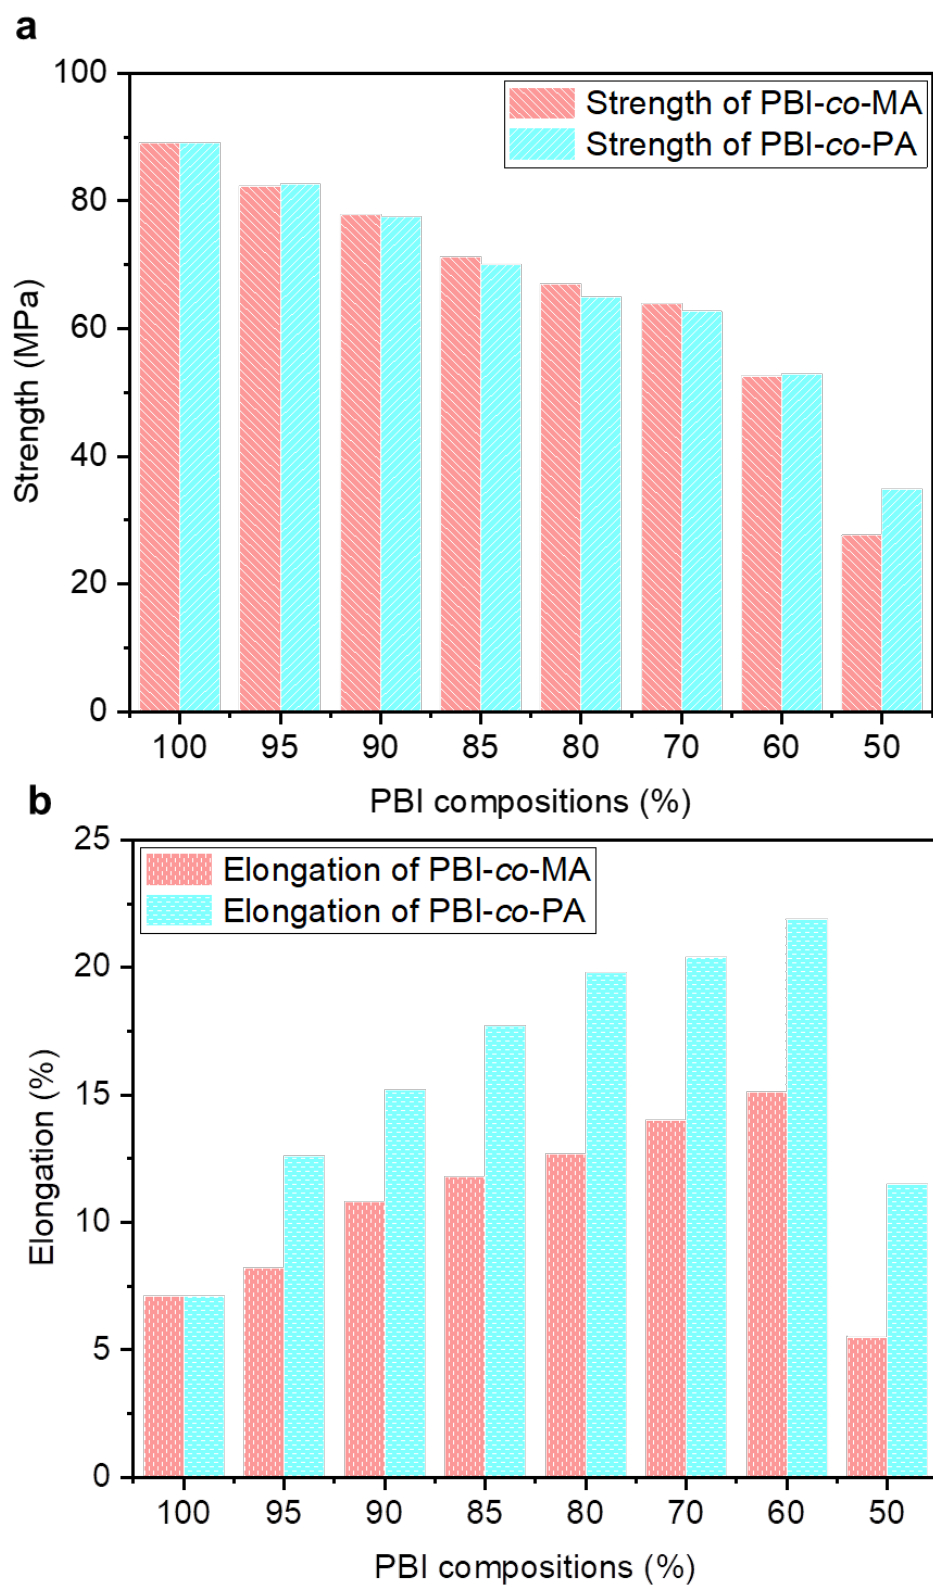 a
100
80
60
40
20
0
Strength (MPa)
Strength of PBI-co-MA
Strength of PBI-co-PA
100 95 90 85 80 70 60 50
PBI compositions (%)
b
25
20
15
10
5
0
Elongation (%)
Elongation of PBI-co-MA
Elongation of PBI-co-PA
100 95 90 85 80 70 60 50
PBI compositions (%)